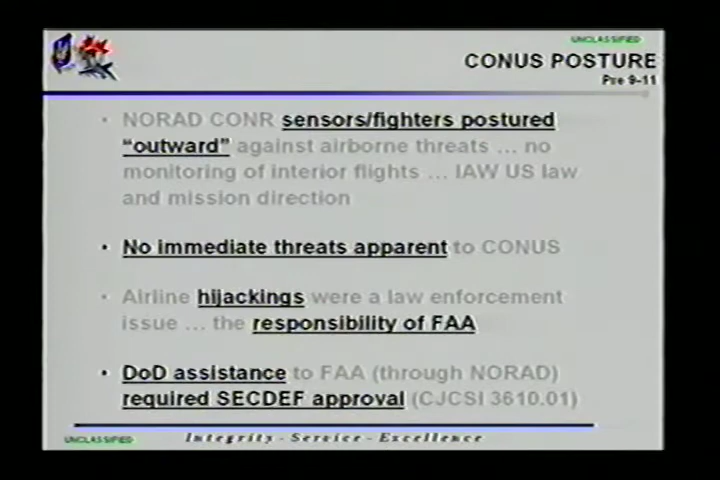 UNCLASSIFIED
CONUS POSTURE
Pre 9-11
• NORAD CONR sensors/fighters postured
“outward” against airborne threats … no
monitoring of interior flights … IAW US law
and mission direction
• No immediate threats apparent to CONUS
• Airline hijackings were a law enforcement
issue … the responsibility of FAA
• DoD assistance to FAA (through NORAD)
required SECDEF approval (CJCSI 3610.01)
UNCLASSIFIED
Integrity - Service - Excellence